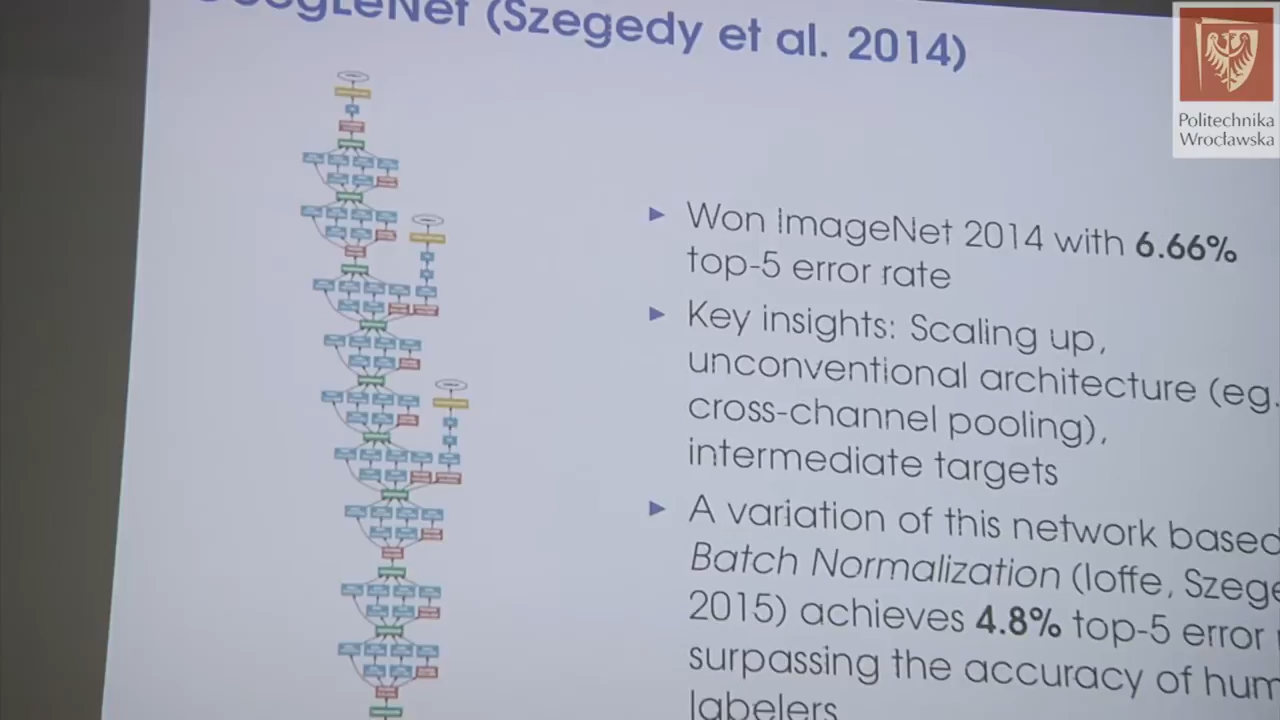 (Szegedy et al. 2014)
Politechnika
Wrocławska
Won ImageNet 2014 with 6.66%
top-5 error rate
Key insights: Scaling up,
unconventional architecture (eg.
cross-channel pooling),
intermediate targets
A variation of this network based
Batch Normalization (Ioffe, Szege
2015) achieves 4.8% top-5 error
surpassing the accuracy of hum
labelers